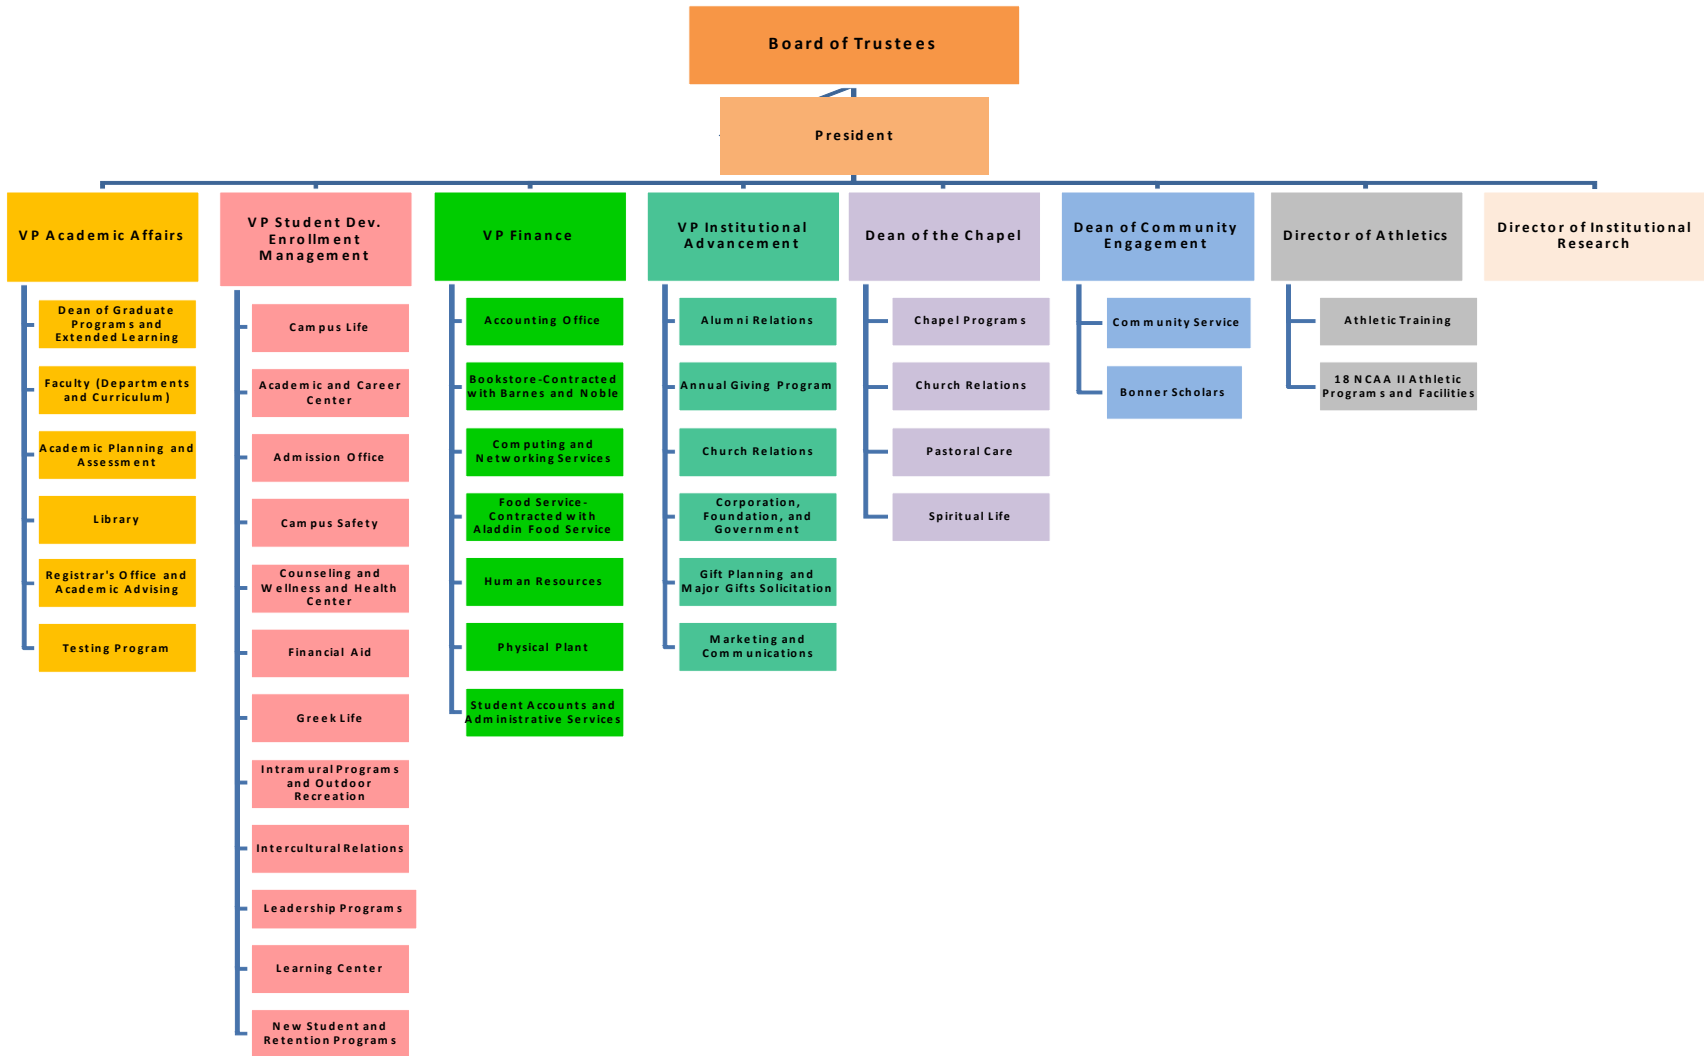 Board of Trustees
President
VP Academic Affairs
VP Student Dev.
Enrollment
Management
VP Finance
VP Institutional
Advancement
Dean of the Chapel
Dean of Community
Engagement
Director of Athletics
Director of Institutional
Research
Dean of Graduate
Programs and
Extended Learning
Faculty (Departments
and Curriculum)
Academic Planning and
Assessment
Library
Registrar's Office and
Academic Advising
Testing Program
Campus Life
Academic and Career
Center
Admission Office
Campus Safety
Counseling and
Wellness and Health
Center
Financial Aid
Greek Life
Intramural Programs
and Outdoor
Recreation
Intercultural Relations
Leadership Programs
Learning Center
New Student and
Retention Programs
Accounting Office
Bookstore-Contracted
with Barnes and Noble
Computing and
Networking Services
Food Service-
Contracted with
Aladdin Food Service
Human Resources
Physical Plant
Student Accounts and
Administrative Services
Alumni Relations
Annual Giving Program
Church Relations
Corporation,
Foundation, and
Government
Gift Planning and
Major Gifts Solicitation
Marketing and
Communications
Chapel Programs
Church Relations
Pastoral Care
Spiritual Life
Community Service
Bonner Scholars
Athletic Training
18 NCAA II Athletic
Programs and Facilities